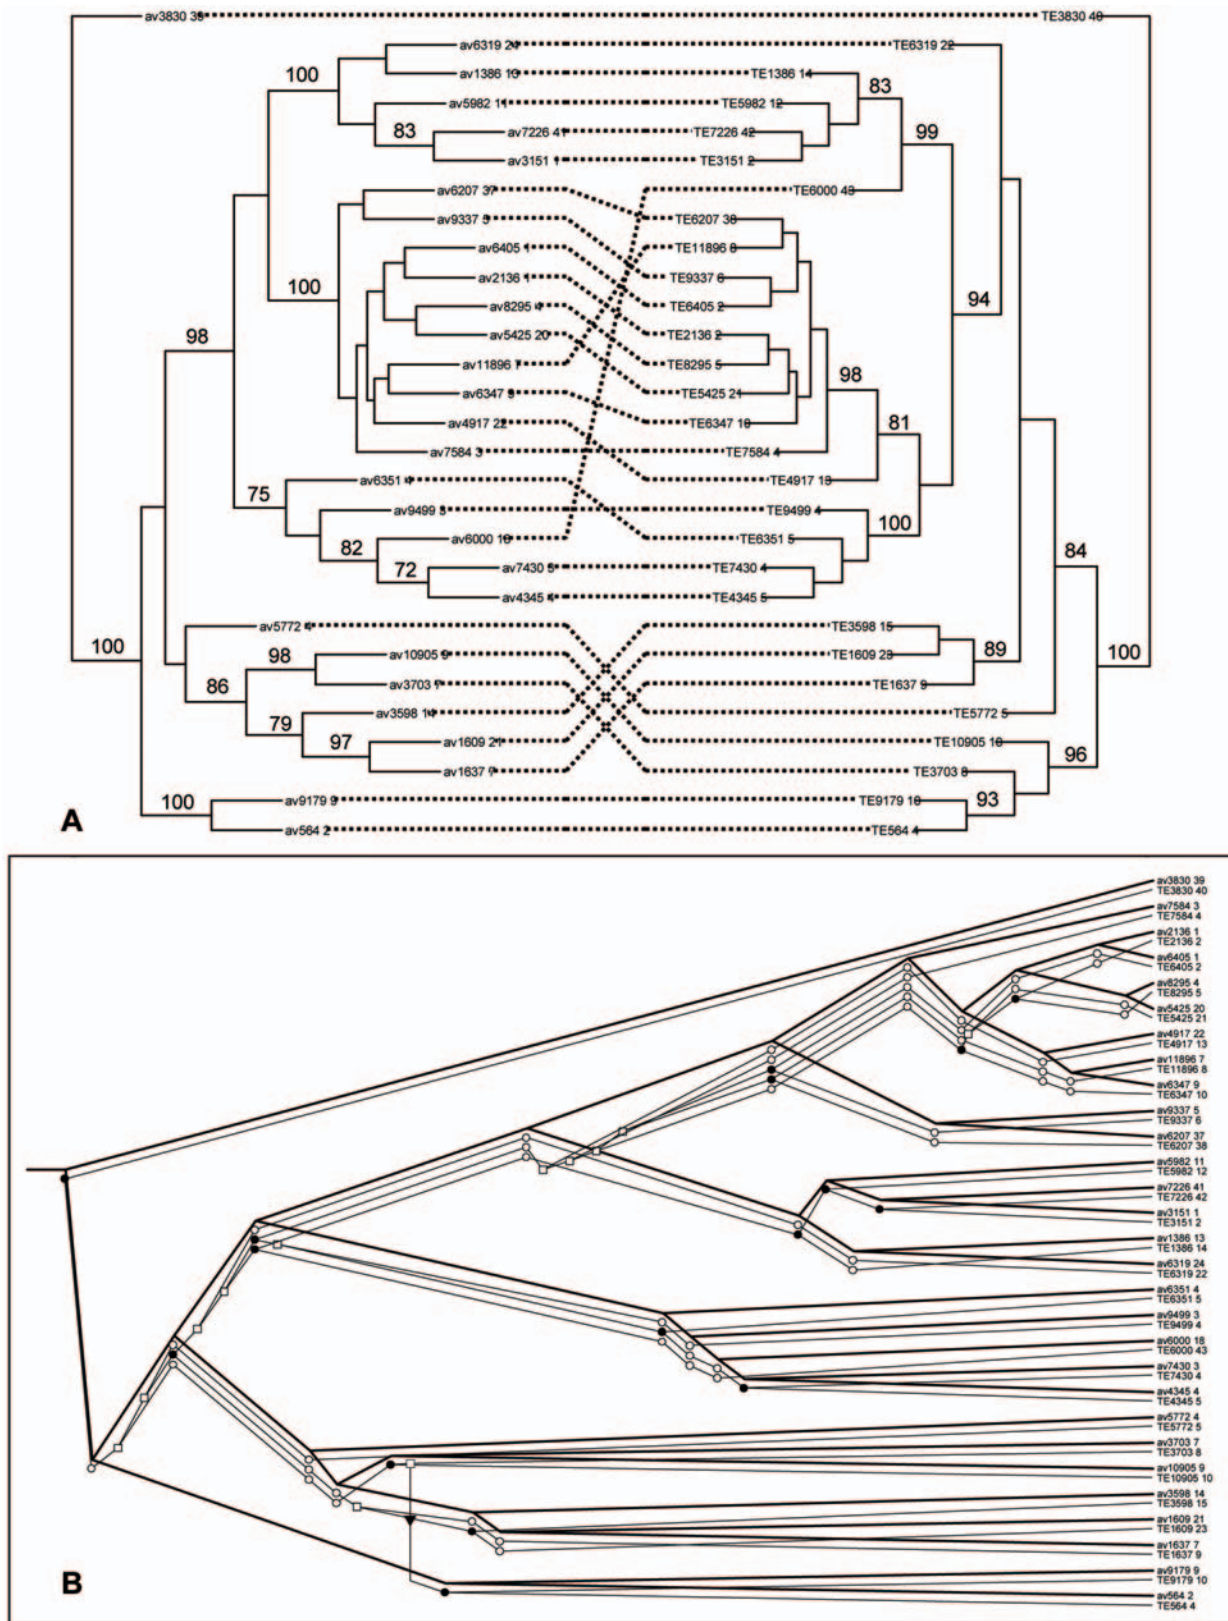 av3830 39 TE3830 40
av6319 24 TE6319 22
100
av1386 13 TE1386 14
83
av5982 11 TE5982 12
83 av7226 41 TE7226 42
99
av3151 1 TE3151 2
av6207 37 TE6000 43
av9337 5 TE6207 38
av6405 1 TE11896 8
av2136 1 TE9337 6
100
av8295 4 TE6405 2
94
av5425 20 TE2136 2
98
av11896 7 TE8295 5
av6347 9 TE5425 21
98
av4917 22 TE6347 10
81
av7584 3 TE7584 4
av6351 4 TE4917 13
75
av9499 3 TE9499 4
100
av6000 18 TE6351 5
82
84
av7430 5 TE7430 4
72
av4345 4 TE4345 5
av5772 4 TE3598 15
100
av10905 9 TE1609 23
98
89
100
av3703 7 TE1637 9
86
av3598 14 TE5772 5
79
av1609 21 TE10905 10
97
96
av1637 7 TE3703 8
100
av9179 9 TE9179 10
93
A
av564 2 TE564 4
av3830 39
TE3830 40
av7584 3
TE7584 4
av2136 1
TE2136 2
av6405 1
TE6405 2
av8295 4
TE8295 5
av5425 20
TE5425 21
av4917 22
TE4917 13
av11896 7
TE11896 8
av6347 9
TE6347 10
av9337 5
TE9337 6
av6207 37
TE6207 38
av5982 11
TE5982 12
av7226 41
TE7226 42
av3151 1
TE3151 2
av1386 13
TE1386 14
av6319 24
TE6319 22
av6351 4
TE6351 5
av9499 3
TE9499 4
av6000 18
TE6000 43
av7430 3
TE7430 4
av4345 4
TE4345 5
av5772 4
TE5772 5
av3703 7
TE3703 8
av10905 9
TE10905 10
av3598 14
TE3598 15
av1609 21
TE1609 23
av1637 7
TE1637 9
av9179 9
TE9179 10
B
av564 2
TE564 4